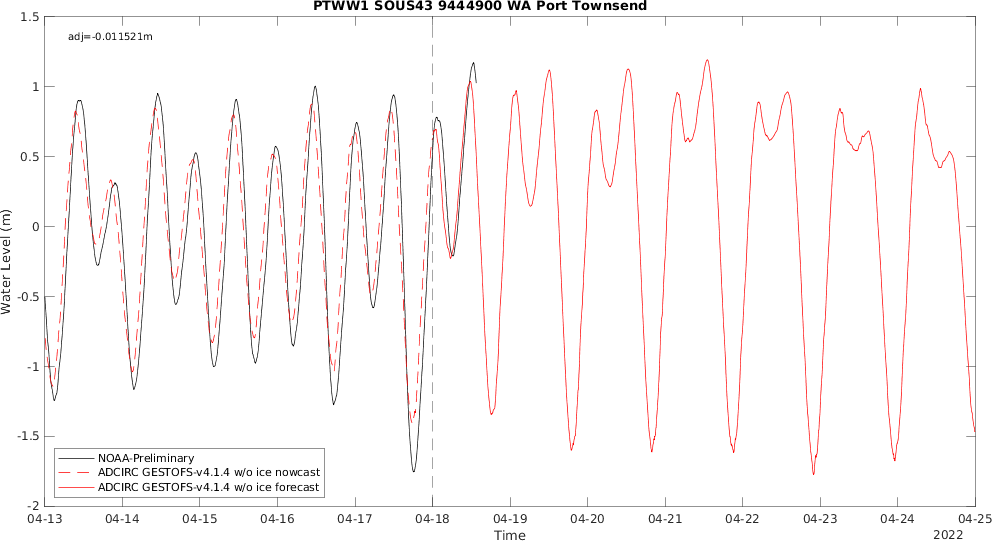 PTWW1 SOUS43 9444900 WA Port Townsend
adj=-0.011521m
1.5
1
0.5
0
-0.5
-1
-1.5
-2
Water Level (m)
NOAA-Preliminary
ADCIRC GESTOFS-v4.1.4 w/o ice nowcast
ADCIRC GESTOFS-v4.1.4 w/o ice forecast
04-13 04-14 04-15 04-16 04-17 04-18 04-19 04-20 04-21 04-22 04-23 04-24 04-25
Time
2022